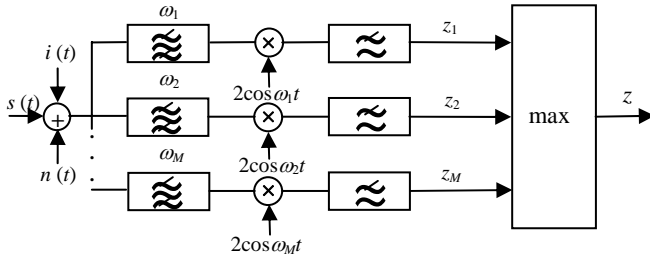 ω1
z1
i (t)
ω2
2cosω1t
z2
s (t)
+
max
z
n (t)
ωM
2cosω2t
zM
2cosωMt